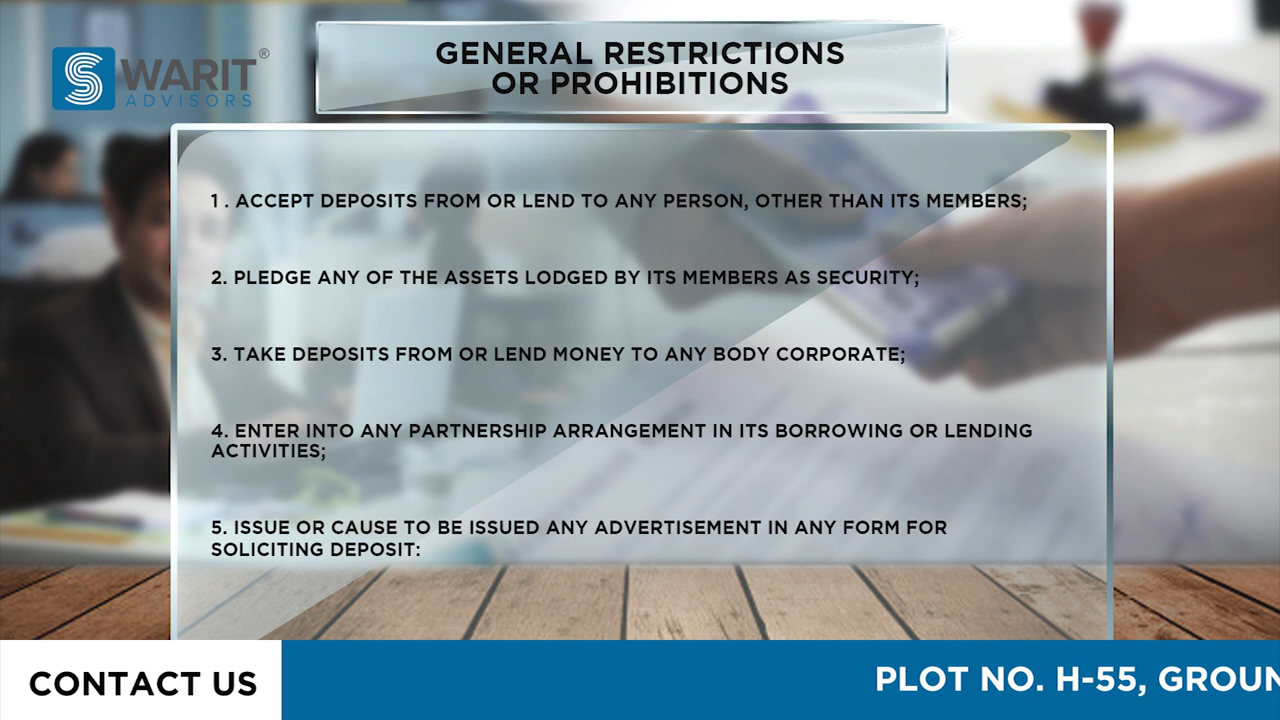 S WARIT®
ADVISORS
GENERAL RESTRICTIONS
OR PROHIBITIONS
1 . ACCEPT DEPOSITS FROM OR LEND TO ANY PERSON, OTHER THAN ITS MEMBERS;
2. PLEDGE ANY OF THE ASSETS LODGED BY ITS MEMBERS AS SECURITY;
3. TAKE DEPOSITS FROM OR LEND MONEY TO ANY BODY CORPORATE;
4. ENTER INTO ANY PARTNERSHIP ARRANGEMENT IN ITS BORROWING OR LENDING
ACTIVITIES;
5. ISSUE OR CAUSE TO BE ISSUED ANY ADVERTISEMENT IN ANY FORM FOR
SOLICITING DEPOSIT:
CONTACT US
PLOT NO. H-55, GROUN